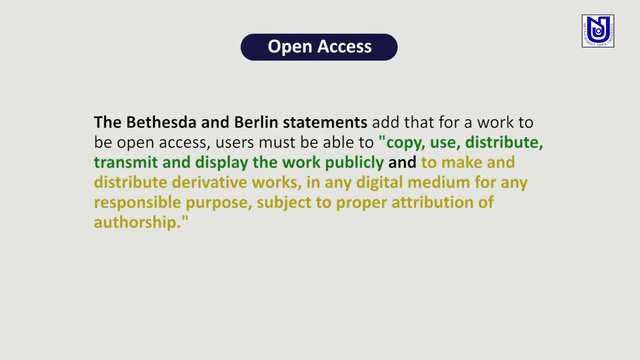 Open Access
The Bethesda and Berlin statements add that for a work to
be open access, users must be able to "copy, use, distribute,
transmit and display the work publicly and to make and
distribute derivative works, in any digital medium for any
responsible purpose, subject to proper attribution of
authorship."